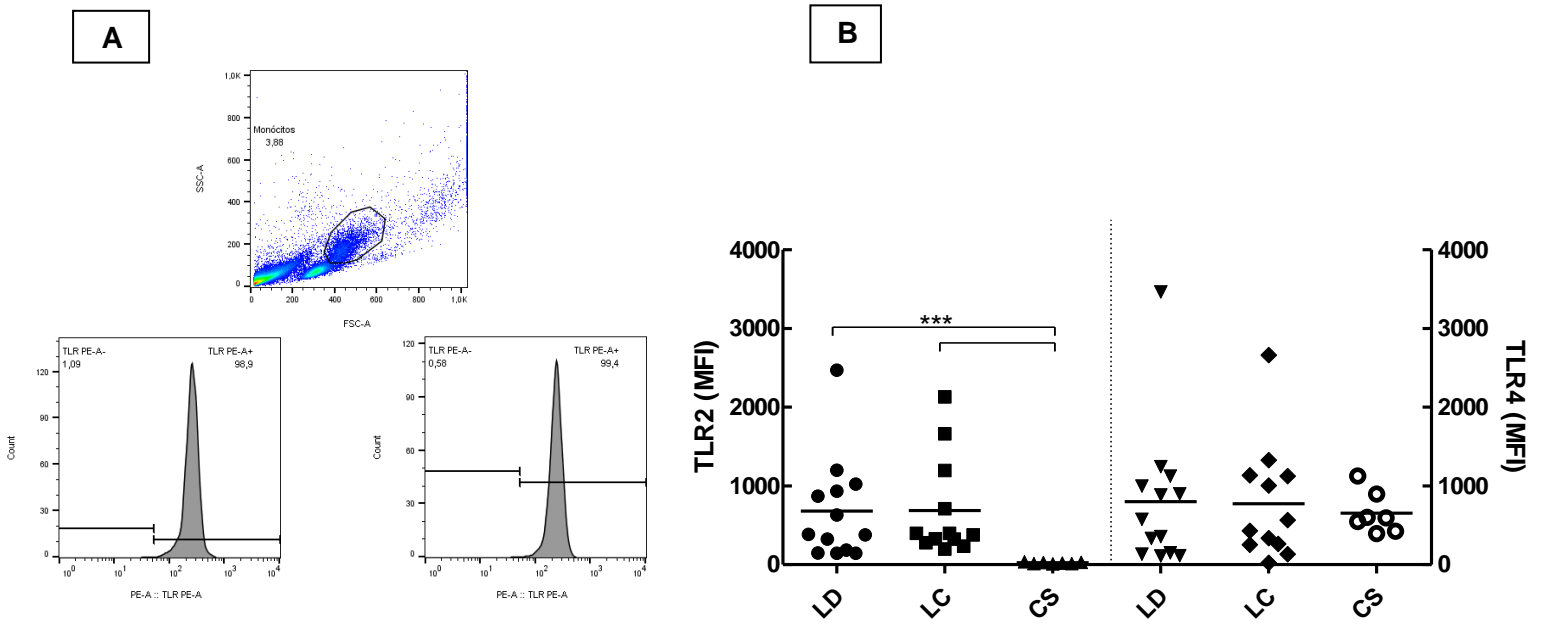 A
B
1,0K
800
600
400
200
0
SSC-A
Monócitos
3,88
0
200
400
600
800
1,0K
FSC-A
TLR PE-A-
1,09
TLR PE-A+
98,9
120
90
60
30
0
Count
10^0
10^1
10^2
10^3
10^4
PE-A :: TLR PE-A
TLR PE-A-
0,58
TLR PE-A+
99,4
120
90
60
30
0
Count
10^0
10^1
10^2
10^3
10^4
PE-A :: TLR PE-A
TLR2 (MFI)
4000
3000
2000
1000
0
***
4000
3000
2000
1000
0
TLR4 (MFI)
LD
LC
CS
LD
LC
CS